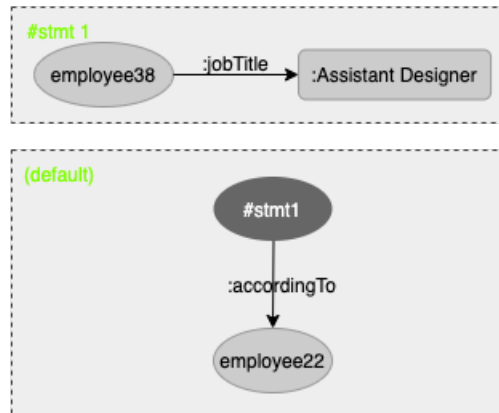 #stmt 1
:jobTitle
employee38
:Assistant Designer
(default)
#stmt1
:accordingTo
employee22